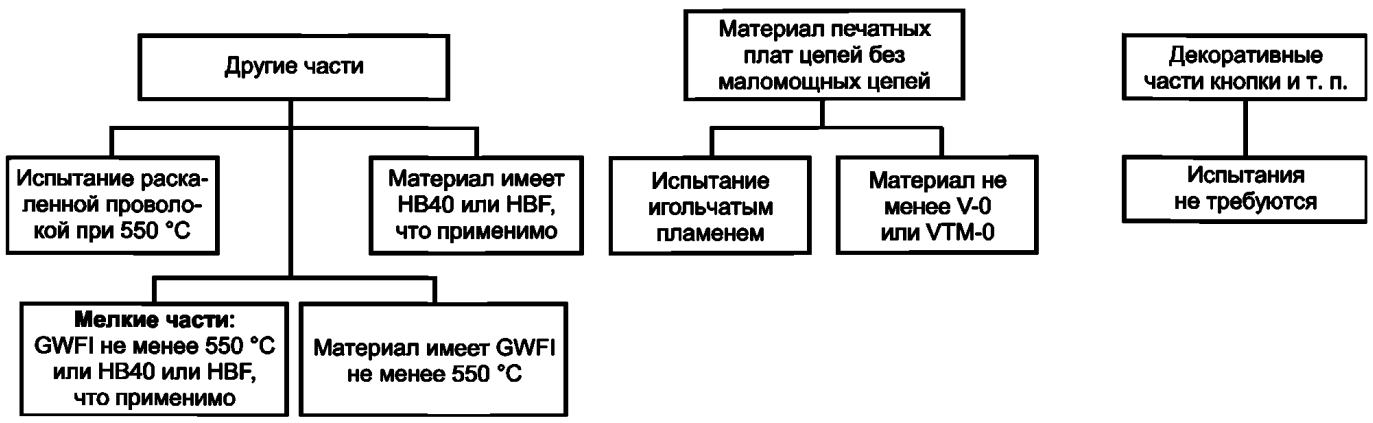 Другие части
Испытание раска-
ленной проволо-
кой при 550 °C
Материал имеет
HB40 или HBF,
что применимо
Мелкие части:
GWFI не менее 550 °C
или HB40 или HBF,
что применимо
Материал имеет GWFI
не менее 550 °C
Материал печатных
плат цепей без
маломощных цепей
Испытание
игольчатым
пламенем
Материал не
менее V-0
или VTM-0
Декоративные
части кнопки и т. п.
Испытания
не требуются